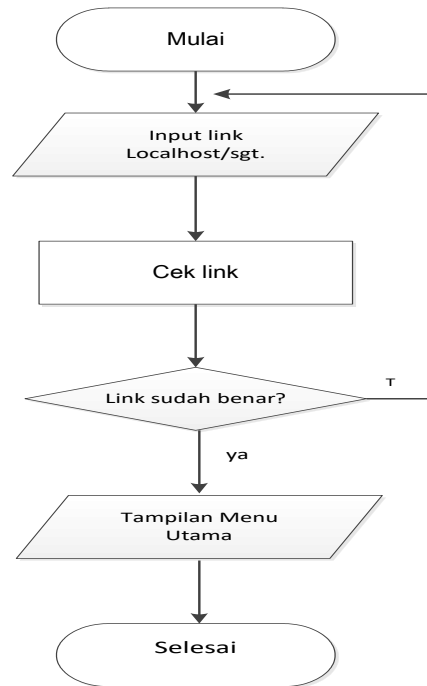 Mulai
Input link
Localhost/sgt.
Cek link
Link sudah benar?
T
ya
Tampilan Menu
Utama
Selesai